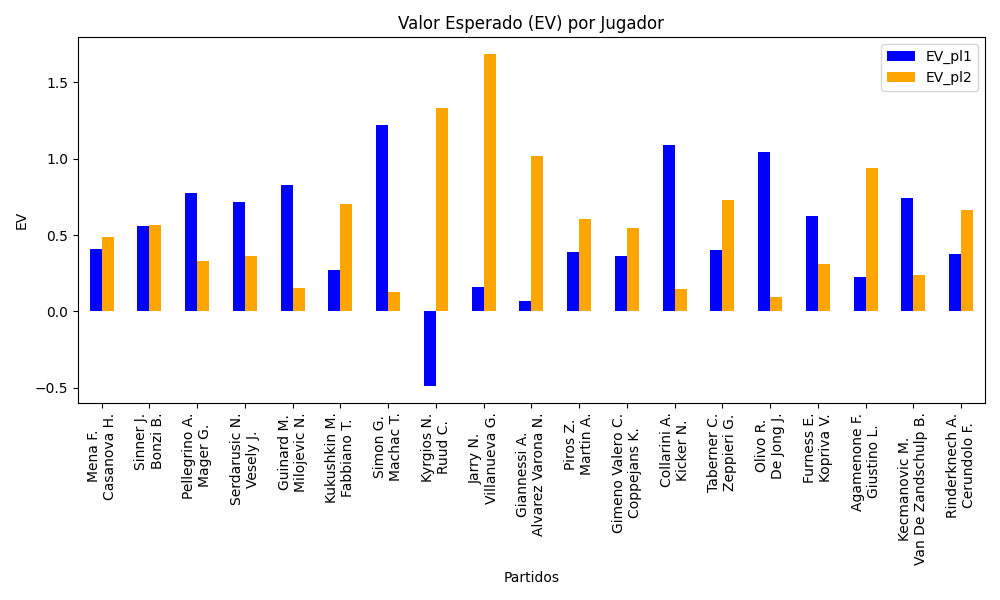 Valor Esperado (EV) por Jugador
EV_pl1
EV_pl2
EV
1.5
1.0
0.5
0.0
−0.5
Mena F.
Casanova H.
Sinner J.
Bonzi B.
Pellegrino A.
Mager G.
Serdarusic N.
Vesely J.
Guinard M.
Milojevic N.
Kukushkin M.
Fabbiano T.
Simon G.
Machac T.
Kyrgios N.
Ruud C.
Jarry N.
Villanueva G.
Giannessi A.
Alvarez Varona N.
Piros Z.
Martin A.
Gimeno Valero C.
Coppejans K.
Collarini A.
Kicker N.
Taberner C.
Zeppieri G.
Olivo R.
De Jong J.
Furness E.
Kopriva V.
Agamenone F.
Giustino L.
Kecmanovic M.
Van De Zandschulp B.
Rinderknech A.
Cerundolo F.
Partidos